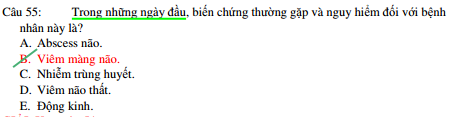 Câu 55: Trong những ngày đầu, biến chứng thường gặp và nguy hiểm đối với bệnh
nhân này là?
A. Abscess não.
B. Viêm màng não.
C. Nhiễm trùng huyết.
D. Viêm não thất.
E. Động kinh.